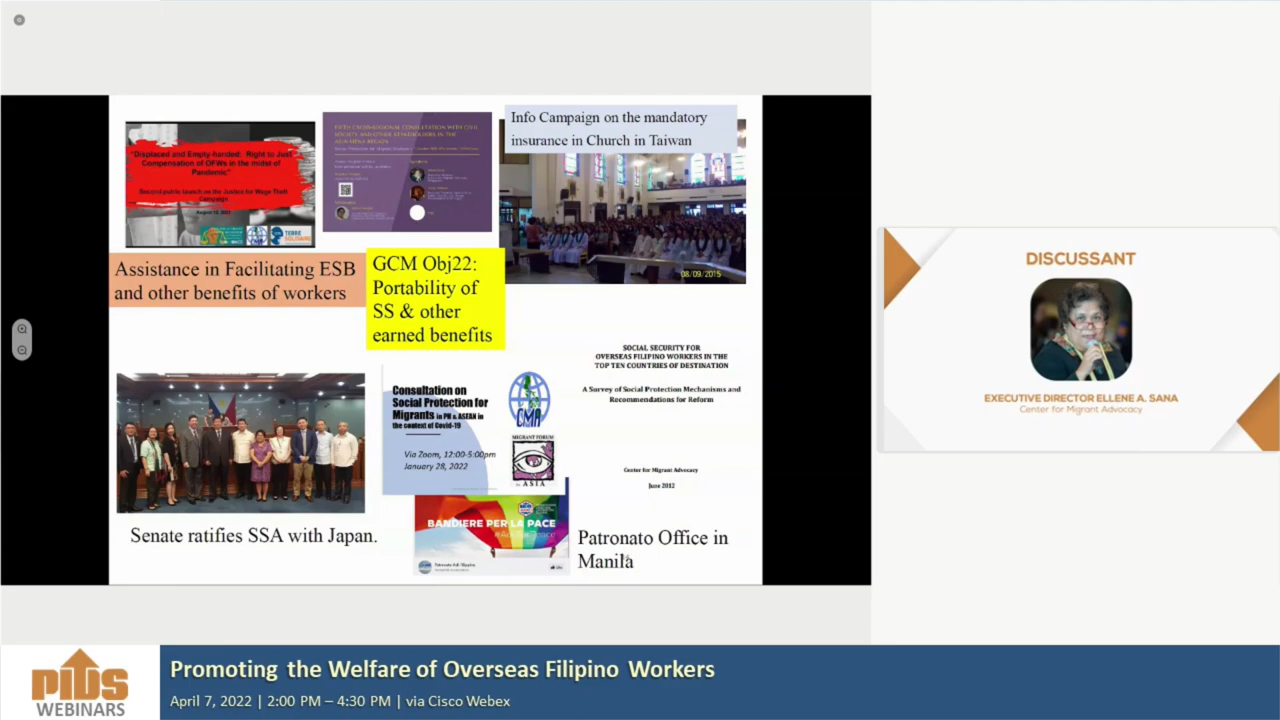 "Displaced and Empty-handed: Right to Just
Compensation of OFWs in the midst of
Pandemic"
Second public launch on the Justice for Wage Theft
Campaign
TERRE
SOLIDAIRE
Info Campaign on the mandatory
insurance in Church in Taiwan
08/09/2015
Assistance in Facilitating ESB
and other benefits of workers
GCM Obj22:
Portability of
SS & other
earned benefits
Senate ratifies SSA with Japan.
Consultation on
Social Protection for
Migrants in PH & ASEAN in
the context of Covid-19
Via Zoom, 12:00-5:00pm
January 28, 2022
CMA
MIGRANT FORUM
in ASIA
SOCIAL SECURITY FOR
OVERSEAS FILIPINO WORKERS IN THE
TOP TEN COUNTRIES OF DESTINATION
A Survey of Social Protection Mechanisms and
Recommendations for Reform
Center for Migrant Advocacy
June 2012
BANDIERE PER LA PACE
Patronato Office in
Manila
DISCUSSANT
EXECUTIVE DIRECTOR ELLENE A. SANA
Center for Migrant Advocacy
PIDS
WEBINARS
Promoting the Welfare of Overseas Filipino Workers
April 7, 2022 | 2:00 PM – 4:30 PM | via Cisco Webex